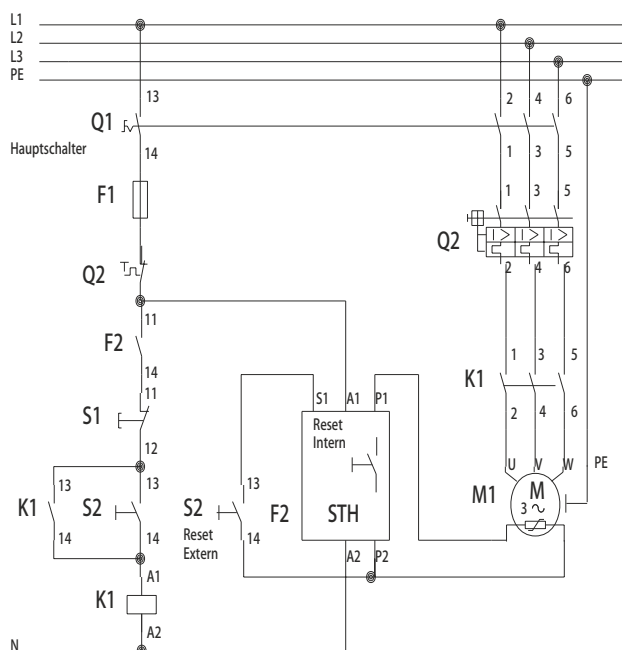 L1
L2
L3
PE
13 2 4 6
Q1
Hauptschalter
14 1 3 5
F1
1 3 5
Q2
Q2
2 4 6
11
F2
14
1 3 5
K1
2 4 6
11
S1
12
S1 A1 P1
Reset
Intern
U V W PE
M1 M
3
13 13 13
K1 S2 S2 F2 STH
Reset
Extern
14 14 14
A2 P2
A1
K1
A2
N